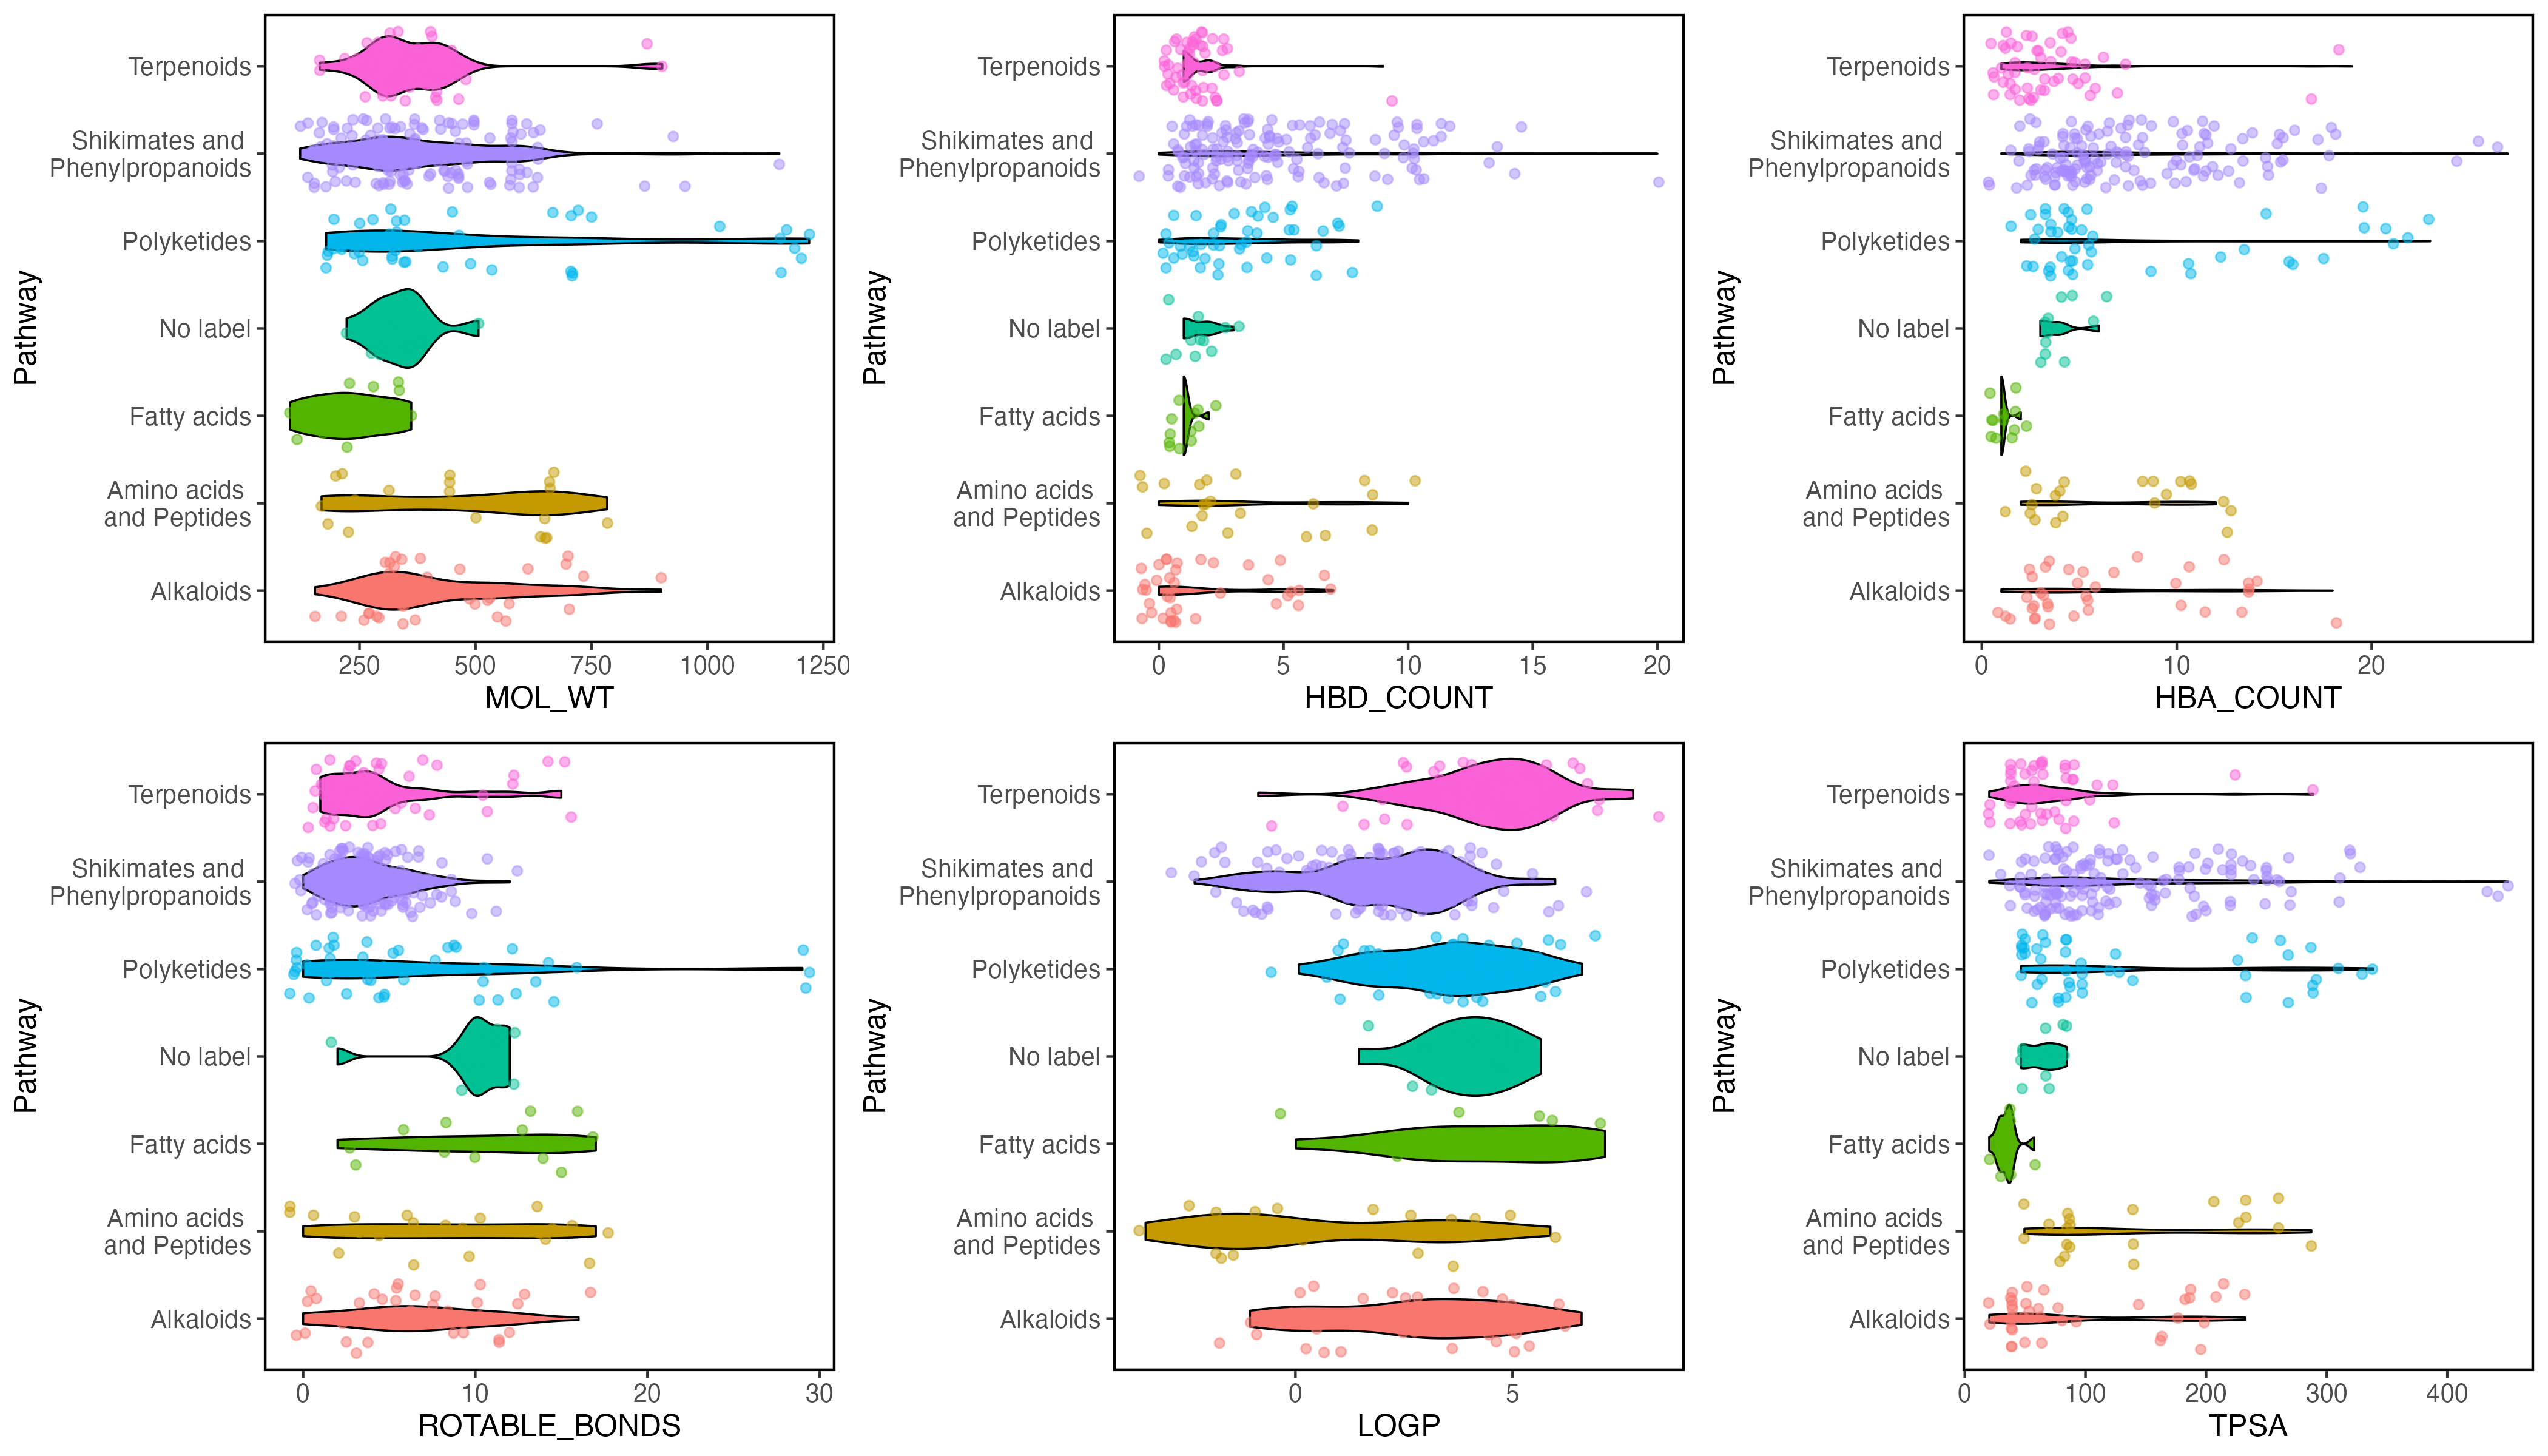 Pathway
Terpenoids
Shikimates and
Phenylpropanoids
Polyketides
No label
Fatty acids
Amino acids
and Peptides
Alkaloids
250 500 750 1000 1250
MOL_WT
Pathway
Terpenoids
Shikimates and
Phenylpropanoids
Polyketides
No label
Fatty acids
Amino acids
and Peptides
Alkaloids
0 5 10 15 20
HBD_COUNT
Pathway
Terpenoids
Shikimates and
Phenylpropanoids
Polyketides
No label
Fatty acids
Amino acids
and Peptides
Alkaloids
0 10 20
HBA_COUNT
Pathway
Terpenoids
Shikimates and
Phenylpropanoids
Polyketides
No label
Fatty acids
Amino acids
and Peptides
Alkaloids
0 10 20 30
ROTABLE_BONDS
Pathway
Terpenoids
Shikimates and
Phenylpropanoids
Polyketides
No label
Fatty acids
Amino acids
and Peptides
Alkaloids
0 5
LOGP
Pathway
Terpenoids
Shikimates and
Phenylpropanoids
Polyketides
No label
Fatty acids
Amino acids
and Peptides
Alkaloids
0 100 200 300 400
TPSA